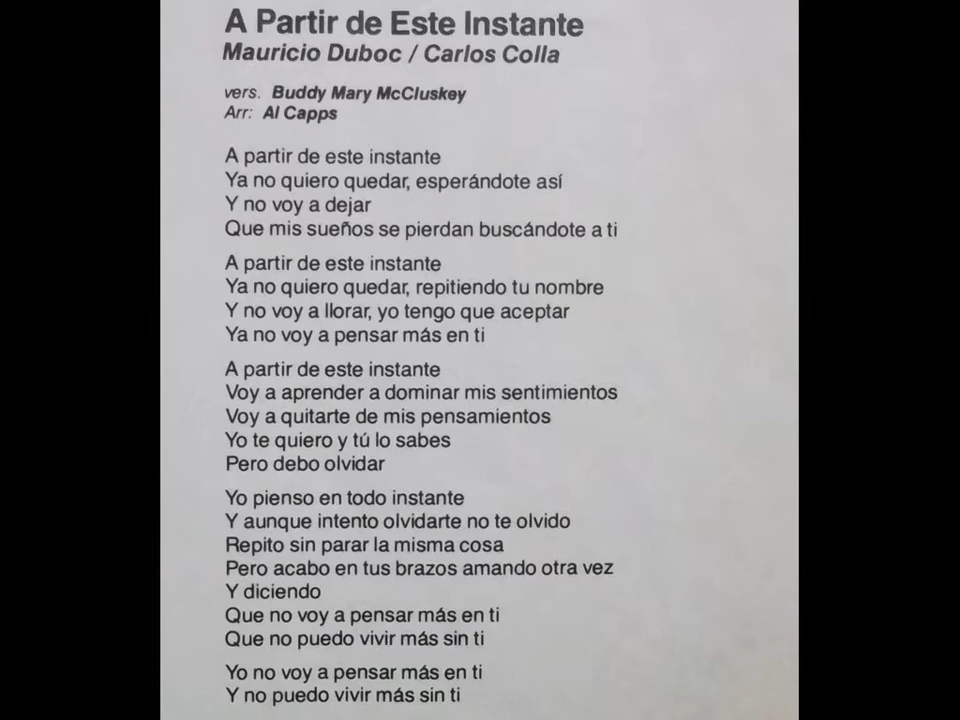 A Partir de Este Instante
Mauricio Duboc / Carlos Colla
vers. Buddy Mary McCluskey
Arr: Al Capps
A partir de este instante
Ya no quiero quedar, esperándote así
Y no voy a dejar
Que mis sueños se pierdan buscándote a ti
A partir de este instante
Ya no quiero quedar, repitiendo tu nombre
Y no voy a llorar, yo tengo que aceptar
Ya no voy a pensar más en ti
A partir de este instante
Voy a aprender a dominar mis sentimientos
Voy a quitarte de mis pensamientos
Yo te quiero y tú lo sabes
Pero debo olvidar
Yo pienso en todo instante
Y aunque intento olvidarte no te olvido
Repito sin parar la misma cosa
Pero acabo en tus brazos amando otra vez
Y diciendo
Que no voy a pensar más en ti
Que no puedo vivir más sin ti
Yo no voy a pensar más en ti
Y no puedo vivir más sin ti